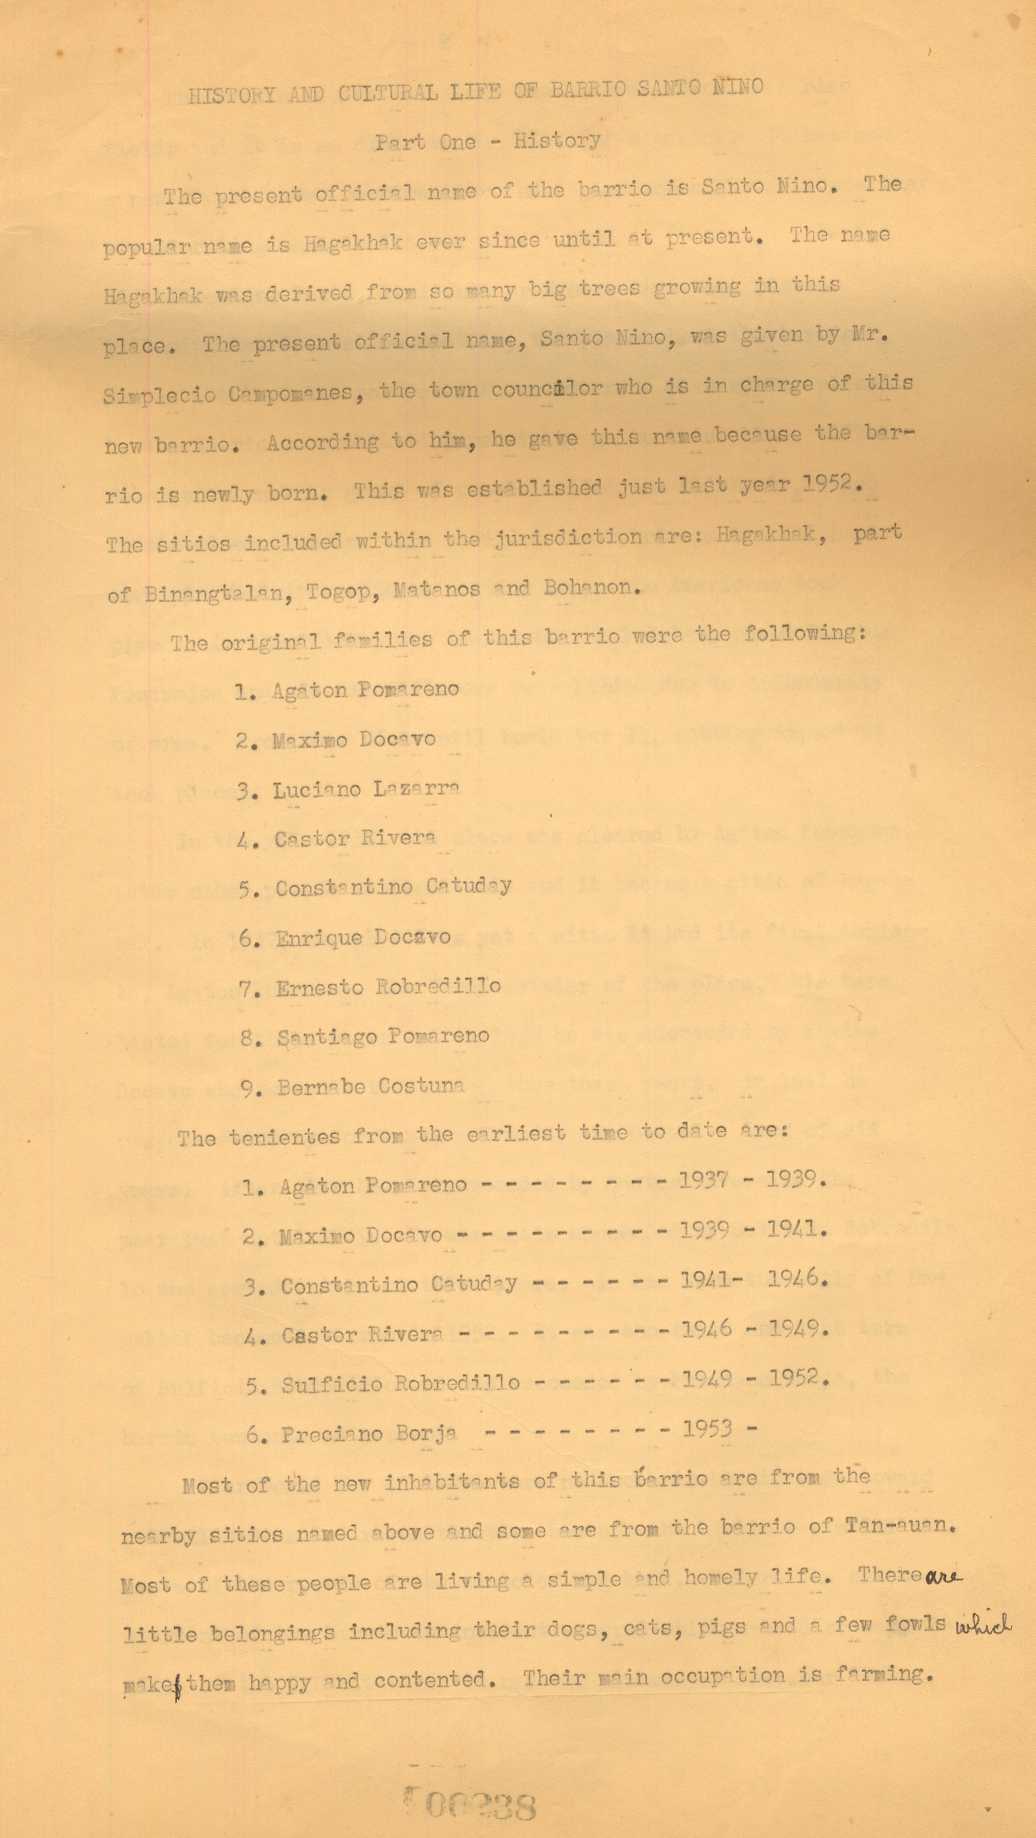 HISTORY AND CULTURAL LIFE OF BARRIO SANTO NINO
Part One - History
The present official name of the barrio is Santo Nino. The
popular name is Hagakhak ever since until at present. The name
Hagakhak was derived from so many big trees growing in this
place. The present official name, Santo Nino, was given by Mr.
Simplecio Campomanes, the town councilor who is in charge of this
new barrio. According to him, he gave this name because the bar-
rio is newly born. This was established just last year 1952.
The sitios included within the jurisdiction are: Hagakhak, part
of Binangtalan, Togop, Matanos and Bohanon.
The original families of this barrio were the following:
1. Agaton Pomareno
2. Maximo Docavo
3. Luciano Lazarra
4. Castor Rivera
5. Constantino Catuday
6. Enrique Docavo
7. Ernesto Robredillo
8. Santiago Pomareno
9. Bernabe Costuna
The tenientes from the earliest time to date are:
1. Agaton Pomareno - - - - - - - - 1937 - 1939.
2. Maximo Docavo - - - - - - - - - 1939 - 1941.
3. Constantino Catuday - - - - - - 1941- 1946.
4. Castor Rivera - - - - - - - - - 1946 - 1949.
5. Sulficio Robredillo - - - - - - 1949 - 1952.
6. Preciano Borja - - - - - - - - 1953 -
Most of the new inhabitants of this barrio are from the
nearby sitios named above and some are from the barrio of Tan-auan.
Most of these people are living a simple and homely life. There are
little belongings including their dogs, cats, pigs and a few fowls which
make them happy and contented. Their main occupation is farming.
00238